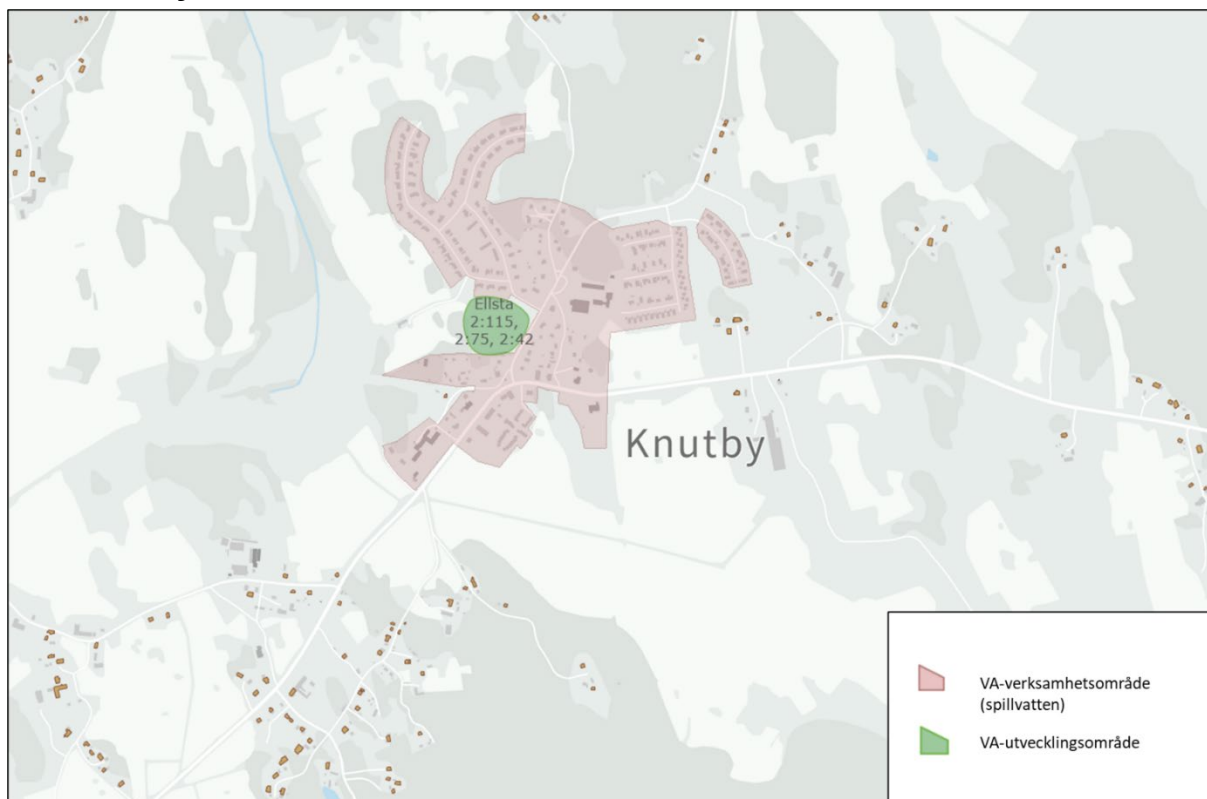 Ellsta
2:115,
2:75, 2:42
Knutby
VA-verksamhetsområde
(spillvatten)
VA-utvecklingsområde